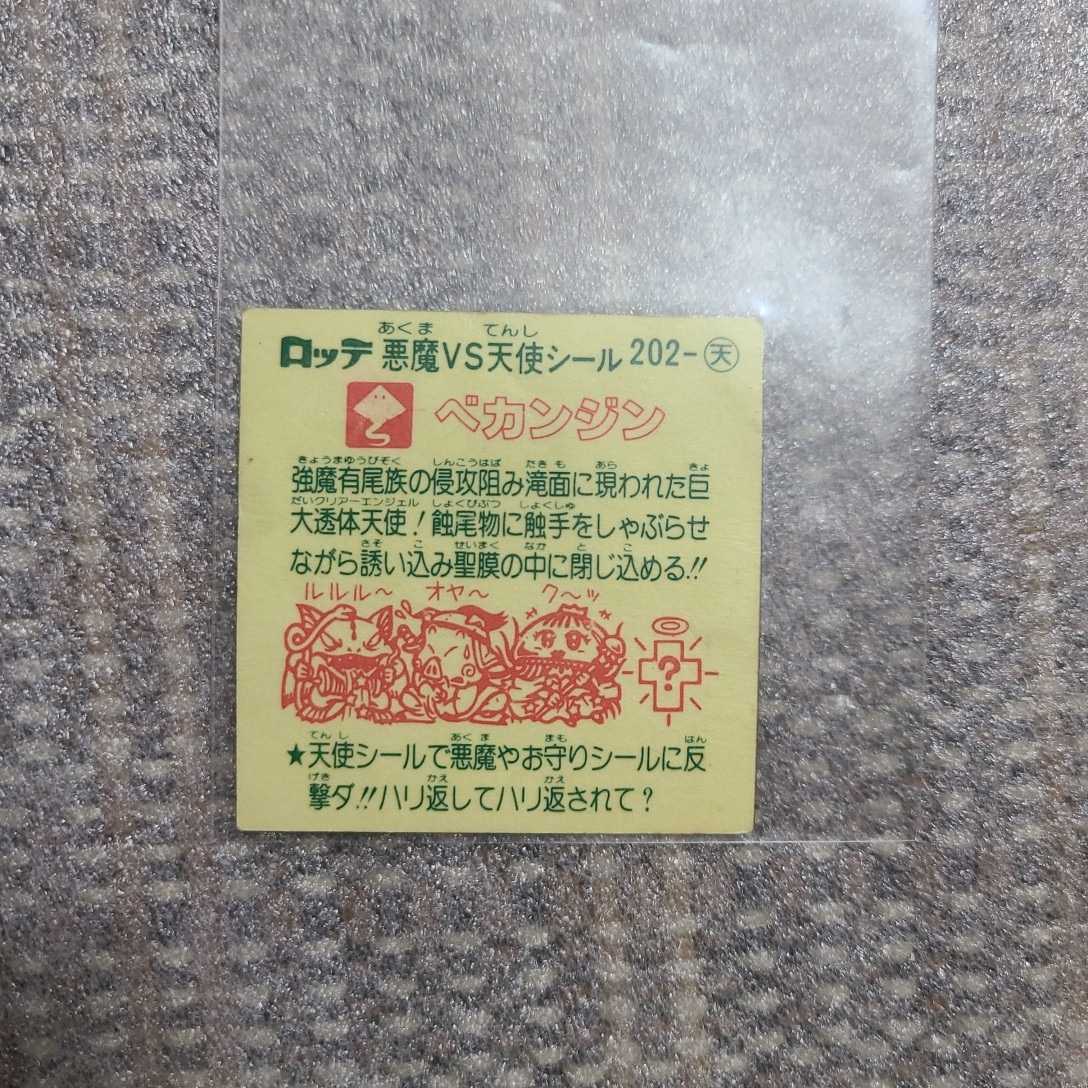 ロッテ 悪魔VS天使シール 202-天
あくま てんし
ベカンジン
きょうまゆうびぞく しんこうはば たきも あら きょ
強魔有尾族の侵攻阻み滝面に現われた巨
だいクリアーエンジェル しょくびぶつ しょくしゅ
大透体天使!蝕尾物に触手をしゃぶらせ
さそ こ せいまく なか と こ
ながら誘い込み聖膜の中に閉じ込める!!
ルルル〜 オヤ〜 ク〜ッ
?
てんし あくま まも はん
★天使シールで悪魔やお守りシールに反
げき かえ かえ
撃ダ!!ハリ返してハリ返されて?